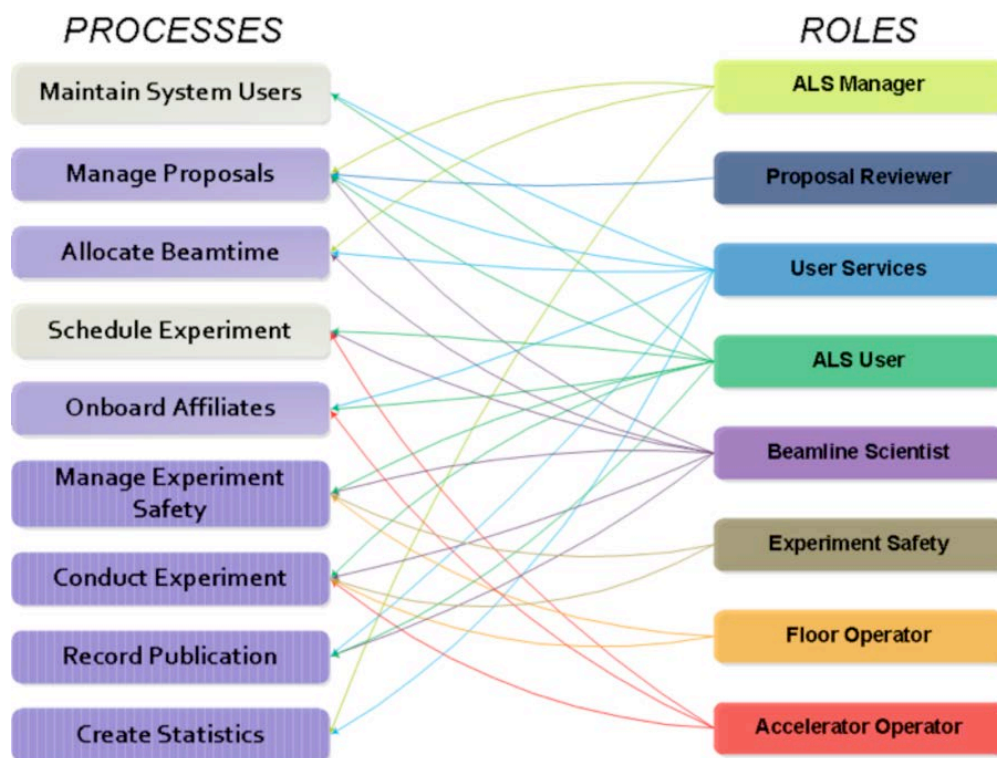 PROCESSES
Maintain System Users
Manage Proposals
Allocate Beamtime
Schedule Experiment
Onboard Affiliates
Manage Experiment
Safety
Conduct Experiment
Record Publication
Create Statistics
ROLES
ALS Manager
Proposal Reviewer
User Services
ALS User
Beamline Scientist
Experiment Safety
Floor Operator
Accelerator Operator